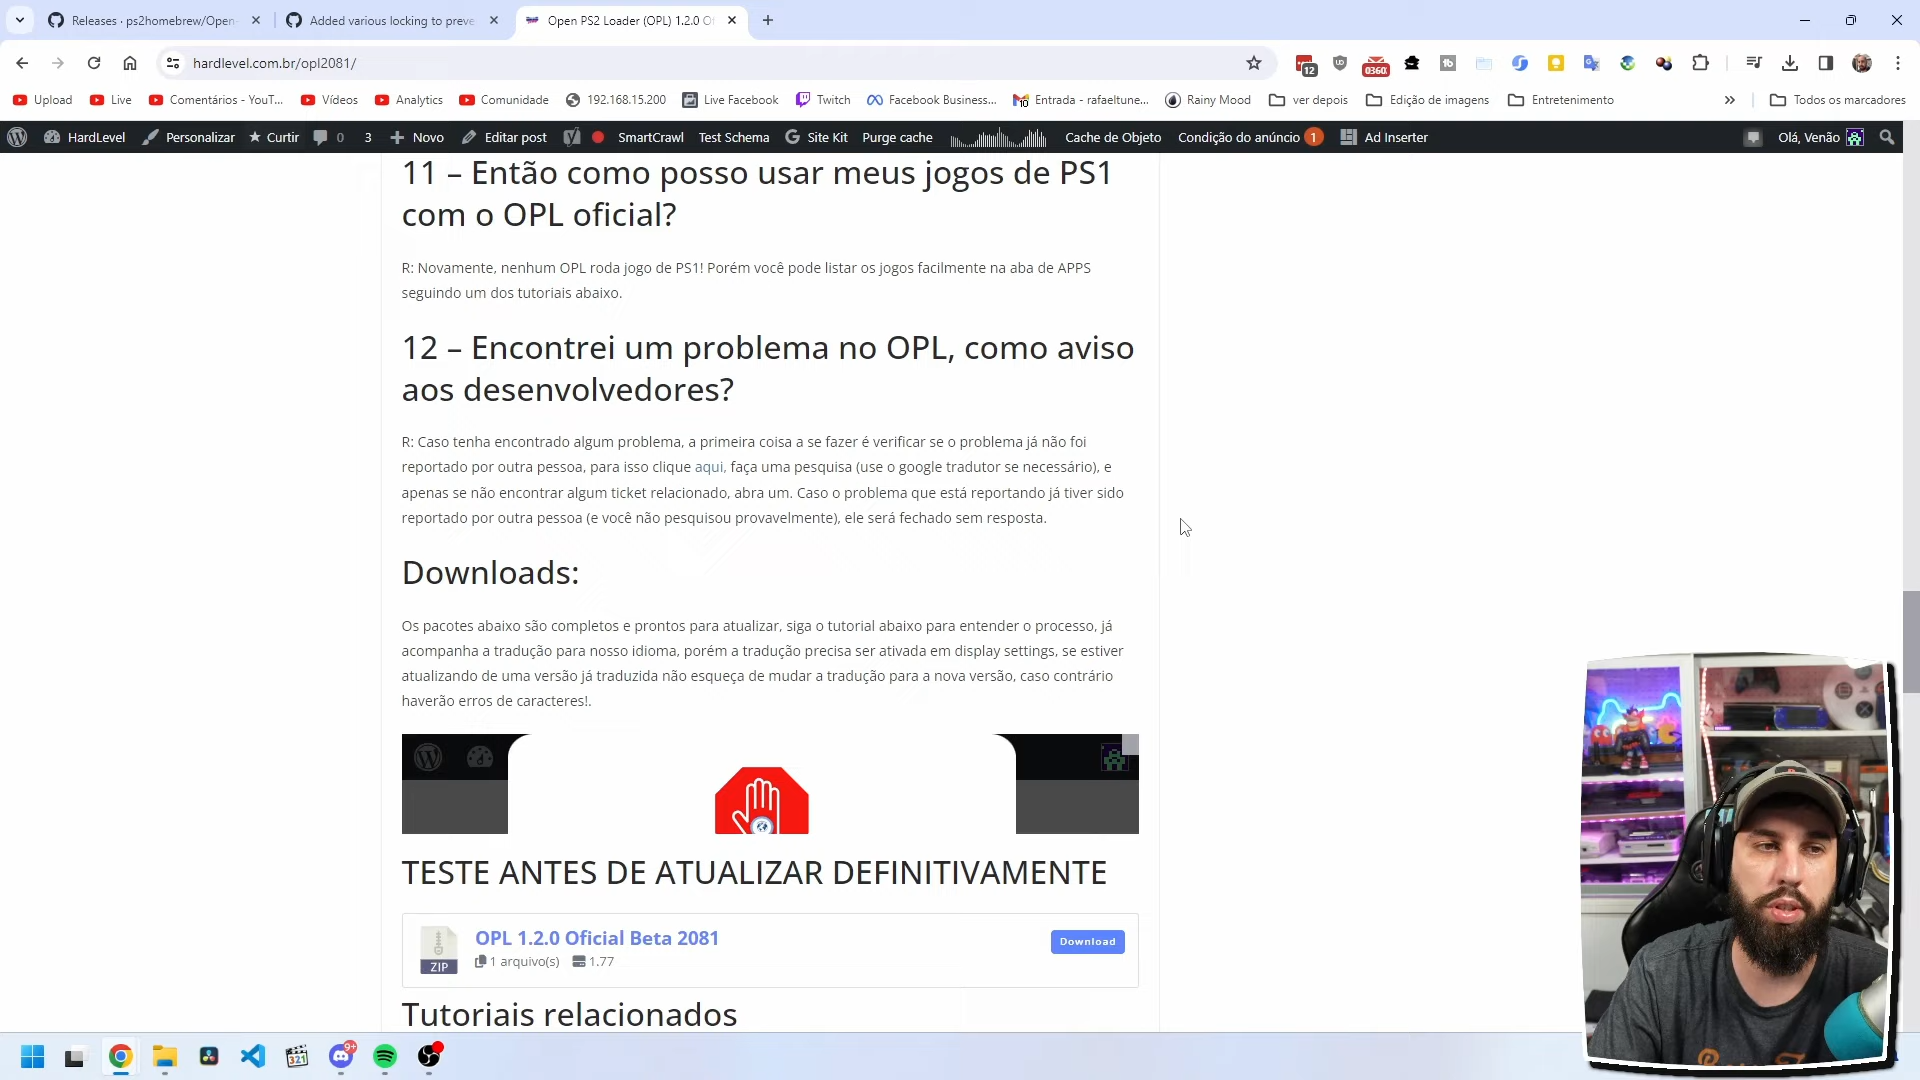 Releases · ps2homebrew/Open-
Added various locking to preve
Open PS2 Loader (OPL) 1.2.0 Of
hardlevel.com.br/opl2081/
12
0360
Upload
Live
Comentários - YouT...
Vídeos
Analytics
Comunidade
192.168.15.200
Live Facebook
Twitch
Facebook Business...
Entrada - rafaeltune...
Rainy Mood
ver depois
Edição de imagens
Entretenimento
Todos os marcadores
HardLevel
Personalizar
Curtir
0
3
Novo
Editar post
SmartCrawl
Test Schema
Site Kit
Purge cache
Cache de Objeto
Condição do anúncio 1
Ad Inserter
Olá, Venão
11 – Então como posso usar meus jogos de PS1
com o OPL oficial?
R: Novamente, nenhum OPL roda jogo de PS1! Porém você pode listar os jogos facilmente na aba de APPS
seguindo um dos tutoriais abaixo.
12 – Encontrei um problema no OPL, como aviso
aos desenvolvedores?
R: Caso tenha encontrado algum problema, a primeira coisa a se fazer é verificar se o problema já não foi
reportado por outra pessoa, para isso clique aqui, faça uma pesquisa (use o google tradutor se necessário), e
apenas se não encontrar algum ticket relacionado, abra um. Caso o problema que está reportando já tiver sido
reportado por outra pessoa (e você não pesquisou provavelmente), ele será fechado sem resposta.
Downloads:
Os pacotes abaixo são completos e prontos para atualizar, siga o tutorial abaixo para entender o processo, já
acompanha a tradução para nosso idioma, porém a tradução precisa ser ativada em display settings, se estiver
atualizando de uma versão já traduzida não esqueça de mudar a tradução para a nova versão, caso contrário
haverão erros de caracteres!.
TESTE ANTES DE ATUALIZAR DEFINITIVAMENTE
ZIP
OPL 1.2.0 Oficial Beta 2081
1 arquivo(s) 1.77
Download
Tutoriais relacionados
321
9+